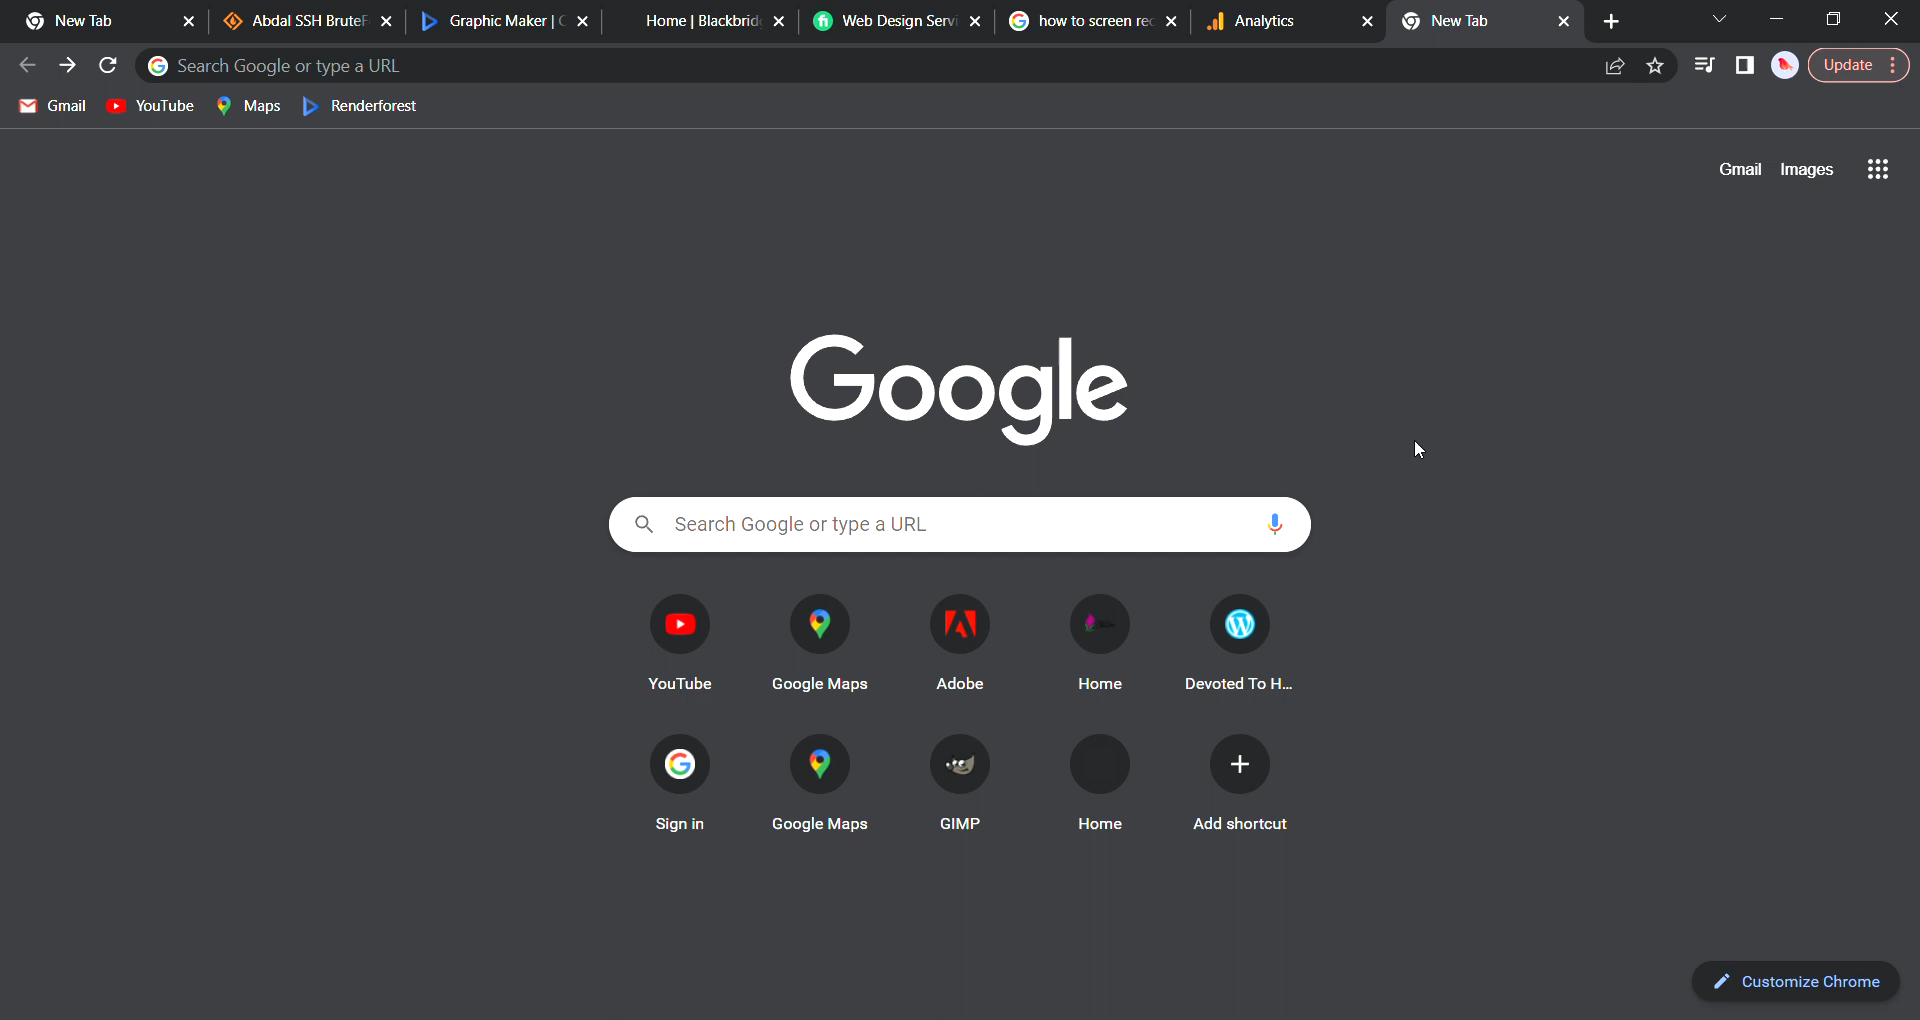 New Tab
Abdal SSH BruteF
Graphic Maker | C
Home | Blackbrid
Web Design Servi
how to screen rec
Analytics
New Tab
Search Google or type a URL
Update
Gmail
YouTube
Maps
Renderforest
Gmail Images
Google
Search Google or type a URL
YouTube
Google Maps
Adobe
Home
Devoted To H...
Sign in
Google Maps
GIMP
Home
Add shortcut
Customize Chrome